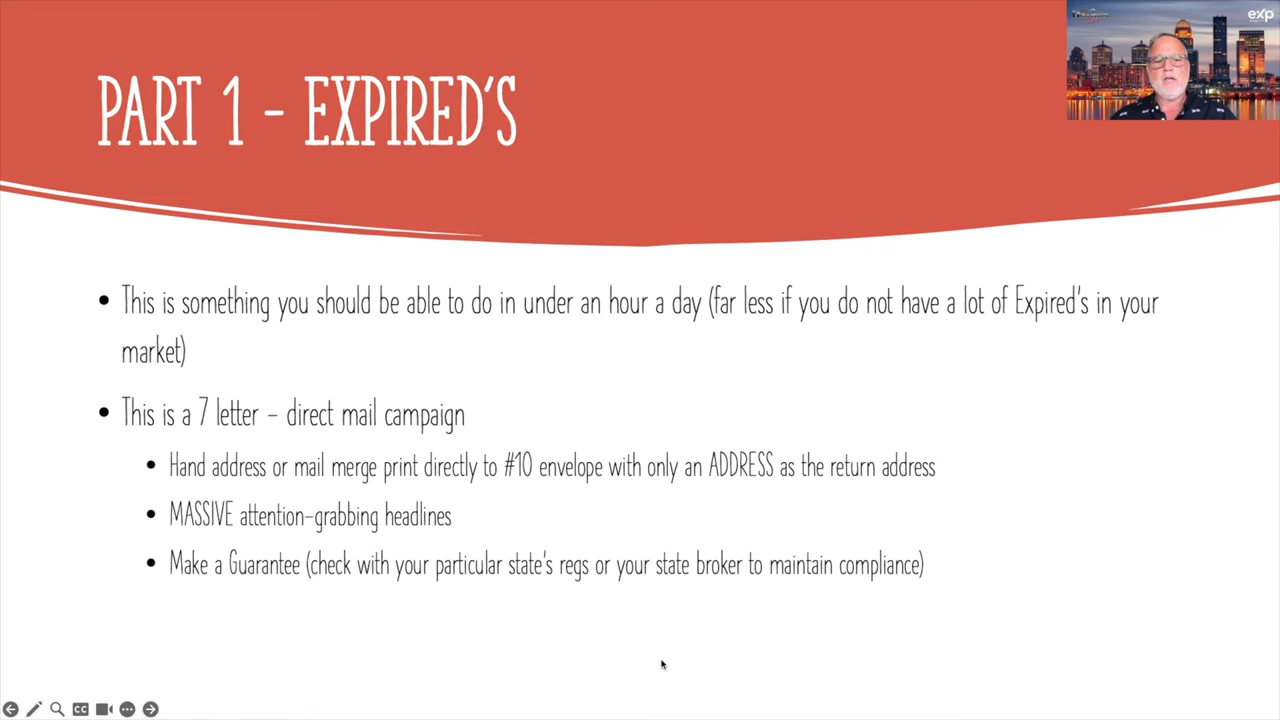 PART 1 - EXPIRED'S
exp
• This is something you should be able to do in under an hour a day (far less if you do not have a lot of Expired's in your
market)
• This is a 7 letter – direct mail campaign
• Hand address or mail merge print directly to #10 envelope with only an ADDRESS as the return address
• MASSIVE attention-grabbing headlines
• Make a Guarantee (check with your particular state's regs or your state broker to maintain compliance)
CC